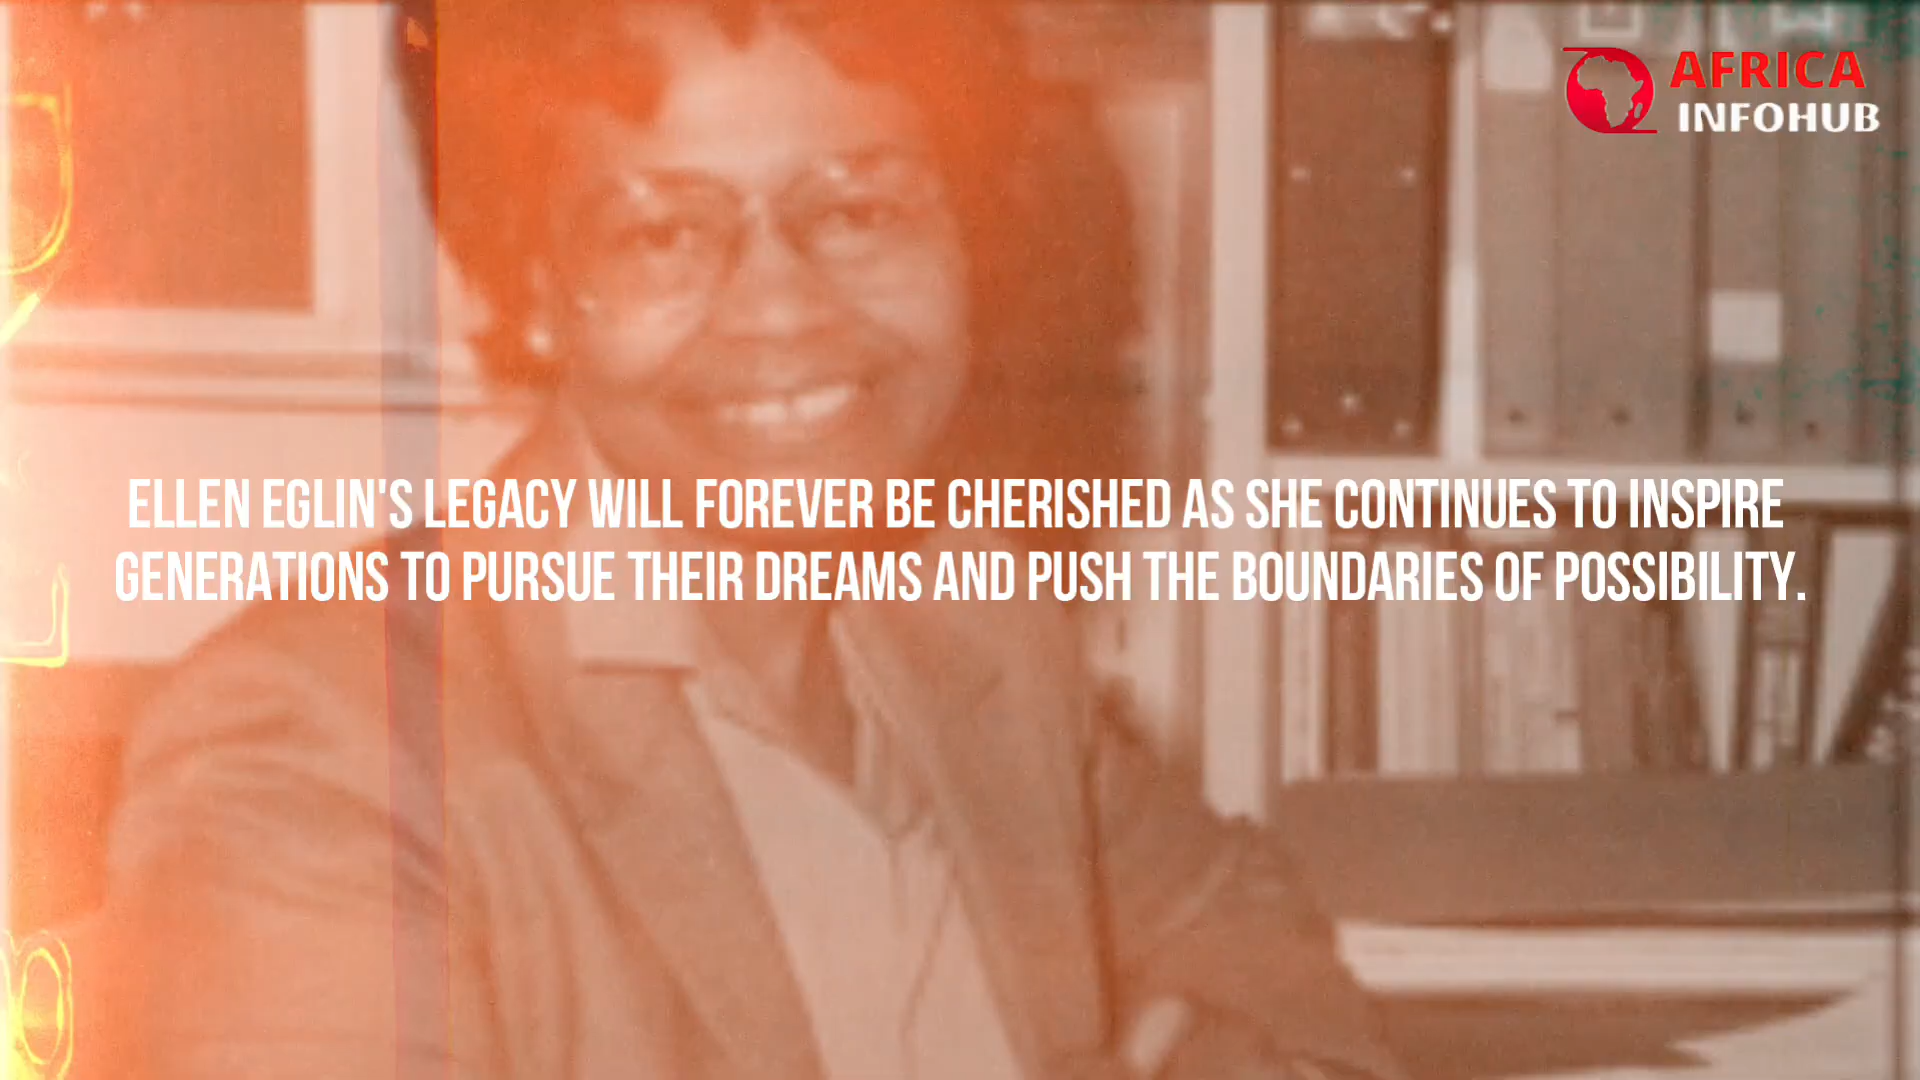 AFRICA
INFOHUB
ELLEN EGLIN'S LEGACY WILL FOREVER BE CHERISHED AS SHE CONTINUES TO INSPIRE
GENERATIONS TO PURSUE THEIR DREAMS AND PUSH THE BOUNDARIES OF POSSIBILITY.